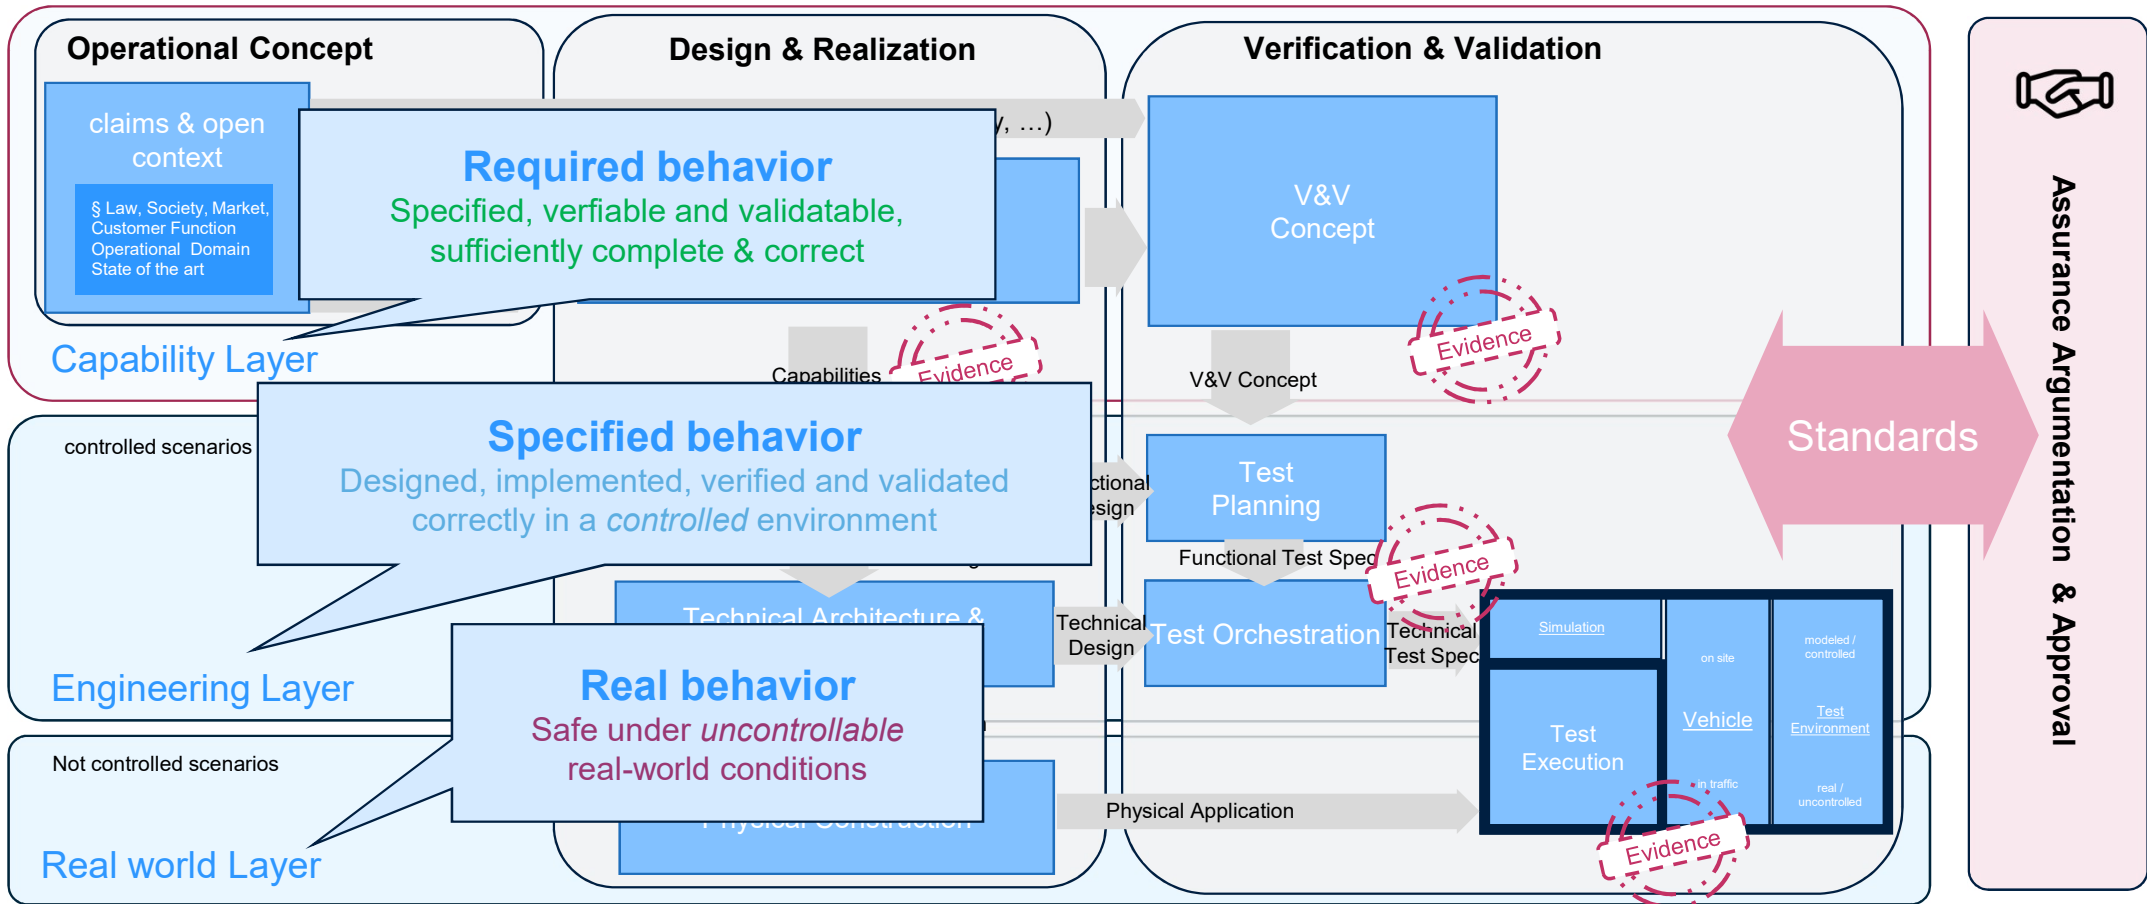 Operational Concept
Design & Realization
Verification & Validation
claims & open
context
§ Law, Society, Market,
Customer Function
Operational Domain
State of the art
…)
Required behavior
Specified, verfiable and validatable,
sufficiently complete & correct
V&V
Concept
Evidence
Evidence
Capability Layer
Capabilities
V&V Concept
controlled scenarios
Specified behavior
Designed, implemented, verified and validated
correctly in a controlled environment
Test
Planning
Standards
Functional Test Spec
Evidence
Technical Architecture &
Technical
Design
Test Orchestration
Technical
Test Spec
Simulation
on site
modeled /
controlled
Engineering Layer
Real behavior
Safe under uncontrollable
real-world conditions
Vehicle
Test
Environment
Test
Execution
Not controlled scenarios
in traffic
real /
uncontrolled
Physical Application
Physical Construction
Evidence
Real world Layer
Assurance Argumentation & Approval